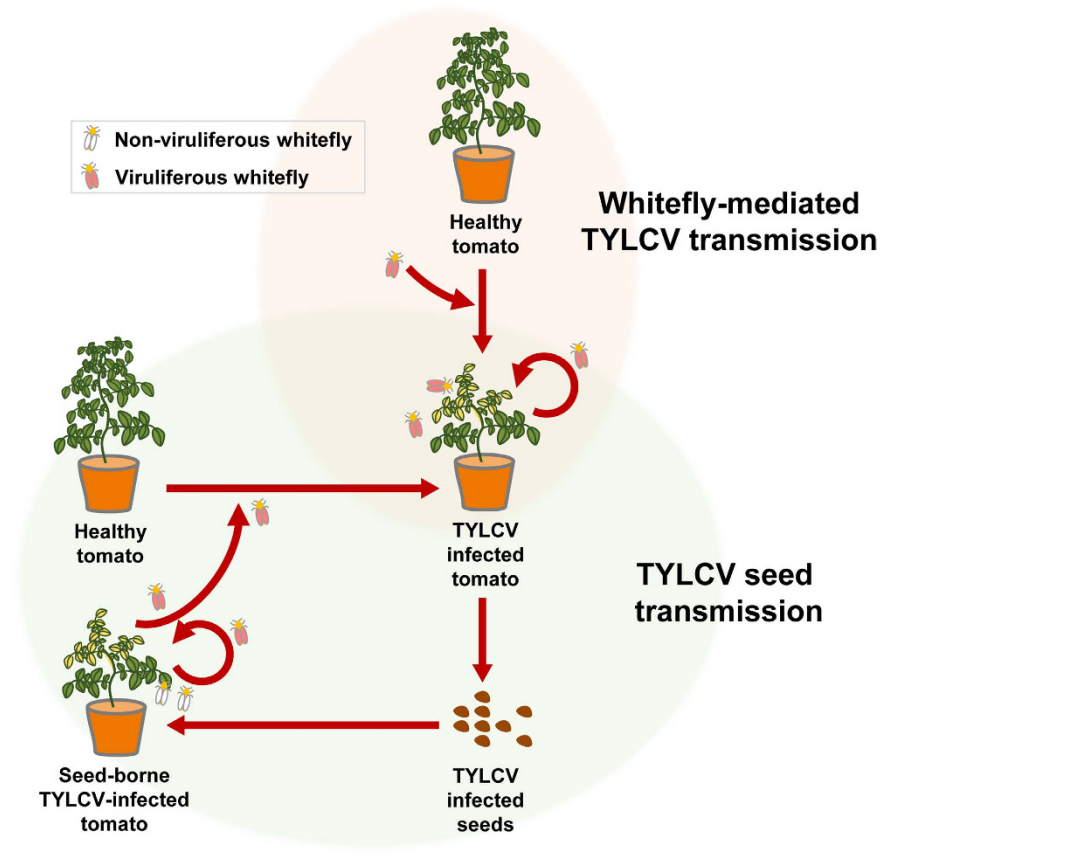 Non-viruliferous whitefly
Viruliferous whitefly
Healthy
tomato
Whitefly-mediated
TYLCV transmission
Healthy
tomato
TYLCV
infected
tomato
TYLCV seed
transmission
Seed-borne
TYLCV-infected
tomato
TYLCV
infected
seeds